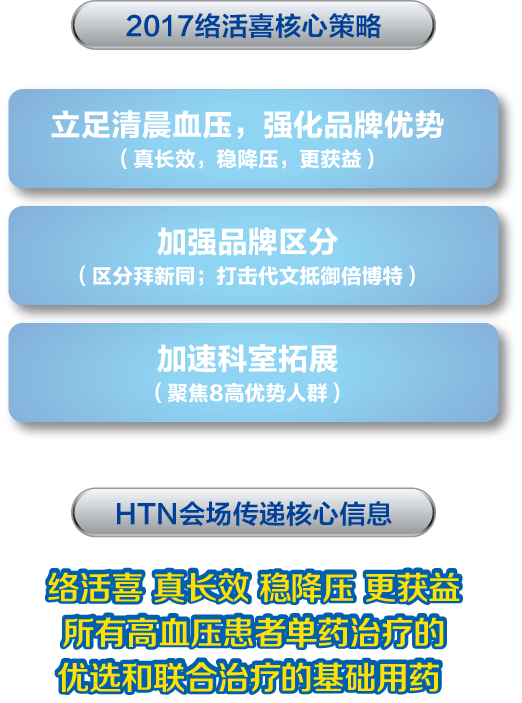 2017络活喜核心策略
立足清晨血压，强化品牌优势
（真长效，稳降压，更获益）
加强品牌区分
（区分拜新同；打击代文抵御倍博特）
加速科室拓展
（聚焦8高优势人群）
HTN会场传递核心信息
络活喜 真长效 稳降压 更获益
所有高血压患者单药治疗的
优选和联合治疗的基础用药